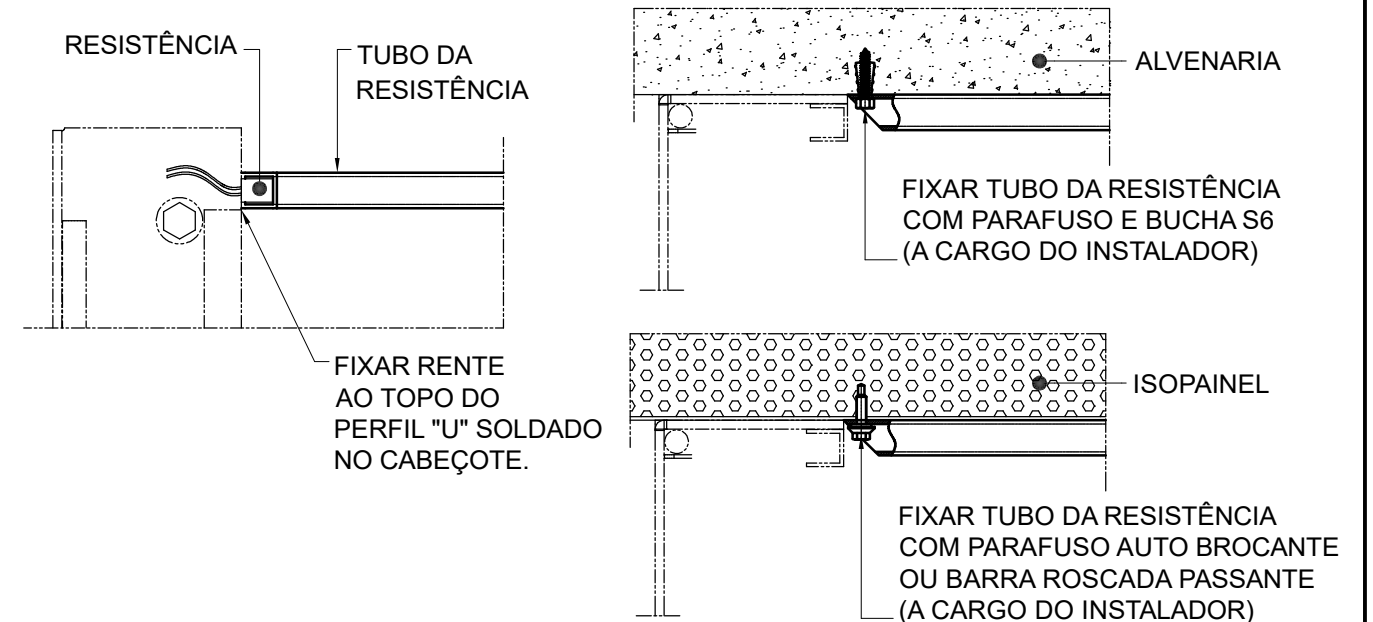 RESISTÊNCIA
TUBO DA
RESISTÊNCIA
FIXAR RENTE
AO TOPO DO
PERFIL "U" SOLDADO
NO CABEÇOTE.
ALVENARIA
FIXAR TUBO DA RESISTÊNCIA
COM PARAFUSO E BUCHA S6
(A CARGO DO INSTALADOR)
ISOPAINEL
FIXAR TUBO DA RESISTÊNCIA
COM PARAFUSO AUTO BROCANTE
OU BARRA ROSCADA PASSANTE
(A CARGO DO INSTALADOR)